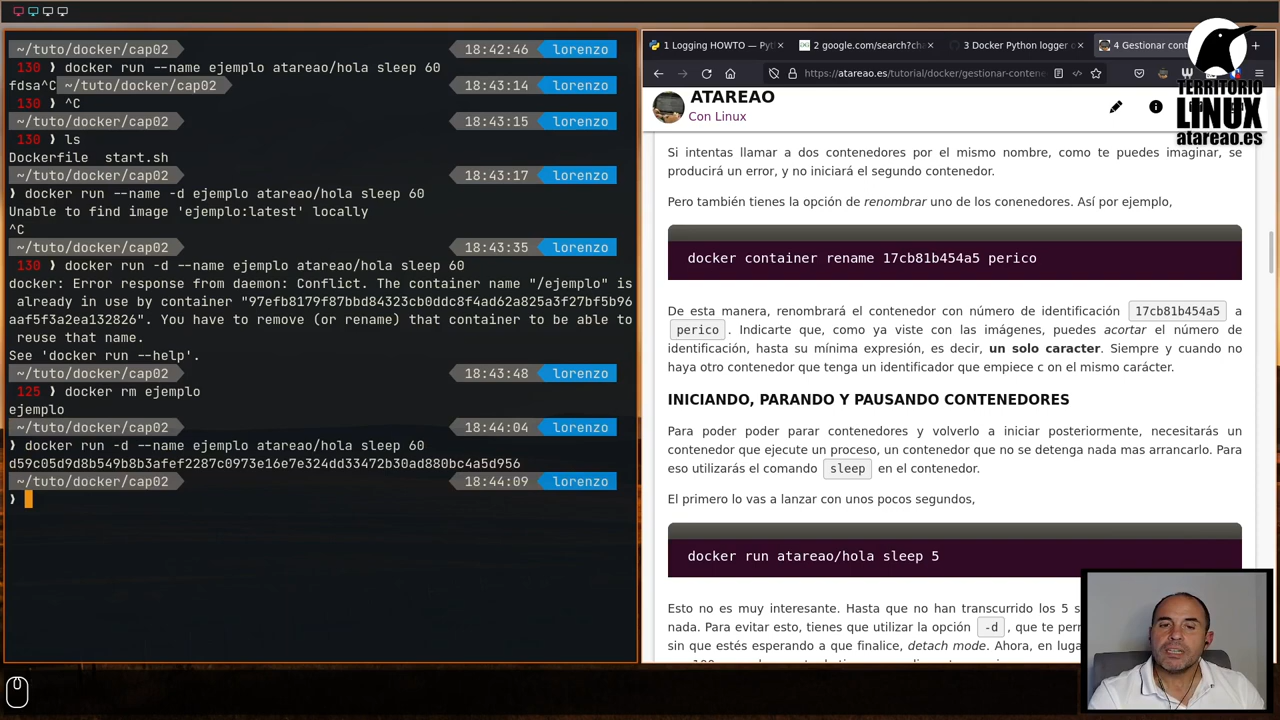 ~/tuto/docker/cap02 18:42:46 lorenzo
130 ❯ docker run --name ejemplo atareao/hola sleep 60
fdsa^C ~/tuto/docker/cap02 18:43:14 lorenzo
130 ❯ ^C
~/tuto/docker/cap02 18:43:15 lorenzo
130 ❯ ls
Dockerfile start.sh
~/tuto/docker/cap02 18:43:17 lorenzo
❯ docker run --name -d ejemplo atareao/hola sleep 60
Unable to find image 'ejemplo:latest' locally
^C
~/tuto/docker/cap02 18:43:35 lorenzo
130 ❯ docker run -d --name ejemplo atareao/hola sleep 60
docker: Error response from daemon: Conflict. The container name "/ejemplo" is
already in use by container "97efb8179f87bbd84323cb0ddc8f4ad62a825a3f27bf5b96
aaf5f3a2ea132826". You have to remove (or rename) that container to be able to
reuse that name.
See 'docker run --help'.
~/tuto/docker/cap02 18:43:48 lorenzo
125 ❯ docker rm ejemplo
ejemplo
~/tuto/docker/cap02 18:44:04 lorenzo
❯ docker run -d --name ejemplo atareao/hola sleep 60
d59c05d9d8b549b8b3afef2287c0973e16e7e324dd33472b30ad880bc4a5d956
~/tuto/docker/cap02 18:44:09 lorenzo
❯
1 Logging HOWTO — Pyt
2 google.com/search?cha
3 Docker Python logger o
4 Gestionar cont
https://atareao.es/tutorial/docker/gestionar-contene
TERRITORIO
LINUX
atareao.es
ATAREAO
Con Linux
Si intentas llamar a dos contenedores por el mismo nombre, como te puedes imaginar, se
producirá un error, y no iniciará el segundo contenedor.
Pero también tienes la opción de renombrar uno de los conenedores. Así por ejemplo,
docker container rename 17cb81b454a5 perico
De esta manera, renombrará el contenedor con número de identificación 17cb81b454a5 a
perico . Indicarte que, como ya viste con las imágenes, puedes acortar el número de
identificación, hasta su mínima expresión, es decir, un solo caracter. Siempre y cuando no
haya otro contenedor que tenga un identificador que empiece c on el mismo carácter.
INICIANDO, PARANDO Y PAUSANDO CONTENEDORES
Para poder poder parar contenedores y volverlo a iniciar posteriormente, necesitarás un
contenedor que ejecute un proceso, un contenedor que no se detenga nada mas arrancarlo. Para
eso utilizarás el comando sleep en el contenedor.
El primero lo vas a lanzar con unos pocos segundos,
docker run atareao/hola sleep 5
Esto no es muy interesante. Hasta que no han transcurrido los 5 s
nada. Para evitar esto, tienes que utilizar la opción -d , que te perr
sin que estés esperando a que finalice, detach mode. Ahora, en luga